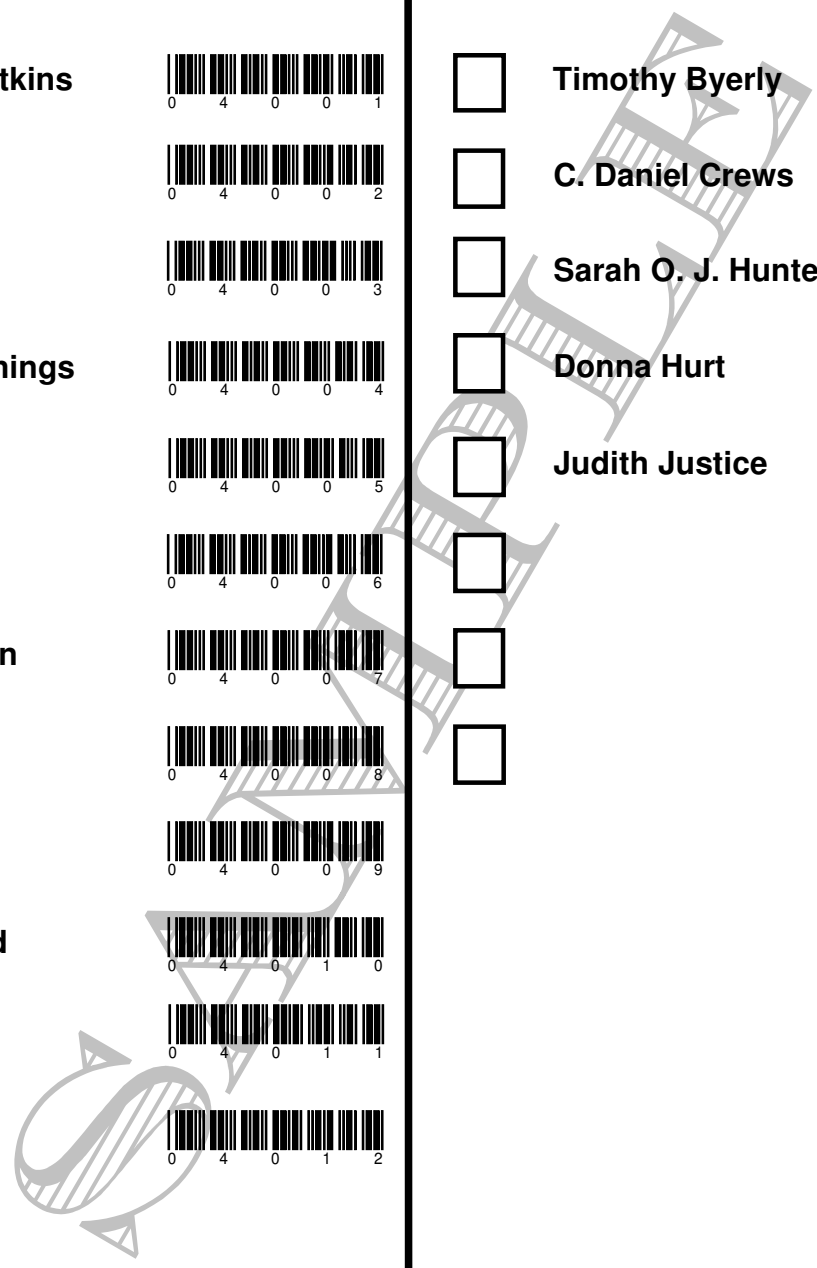 tkins
0 4 0 0 1
0 4 0 0 2
0 4 0 0 3
nings
0 4 0 0 4
0 4 0 0 5
0 4 0 0 6
n
0 4 0 0 7
0 4 0 0 8
0 4 0 0 9
d
0 4 0 1 0
0 4 0 1 1
0 4 0 1 2
Timothy Byerly
C. Daniel Crews
Sarah O. J. Hunte
Donna Hurt
Judith Justice
SAMPLE